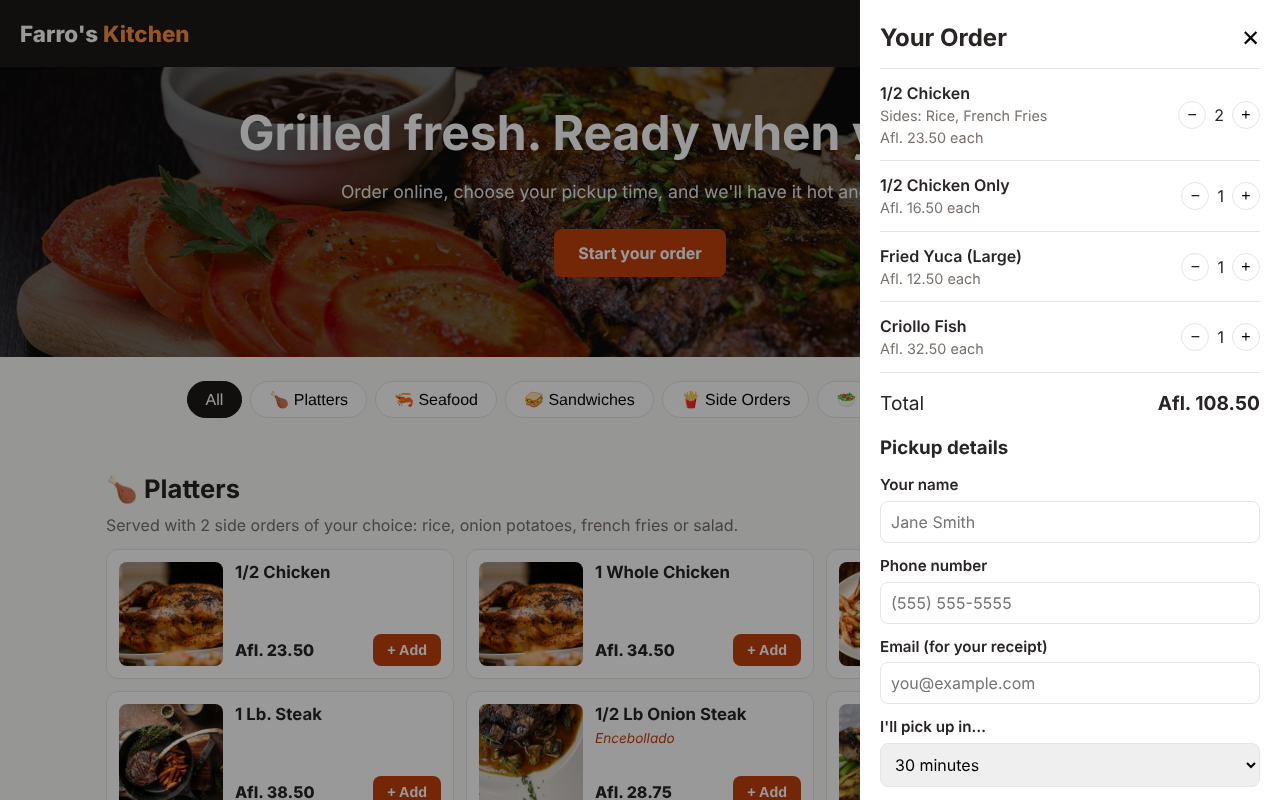 Farro's Kitchen
Grilled fresh. Ready when
Order online, choose your pickup time, and we'll have it hot
Start your order
All
Platters
Seafood
Sandwiches
Side Orders
Platters
Served with 2 side orders of your choice: rice, onion potatoes, french fries or salad.
1/2 Chicken
Afl. 23.50
+ Add
1 Whole Chicken
Afl. 34.50
+ Add
1 Lb. Steak
Afl. 38.50
+ Add
1/2 Lb Onion Steak
Encebollado
Afl. 28.75
+ Add
Your Order
✕
1/2 Chicken
Sides: Rice, French Fries
Afl. 23.50 each
− 2 +
1/2 Chicken Only
Afl. 16.50 each
− 1 +
Fried Yuca (Large)
Afl. 12.50 each
− 1 +
Criollo Fish
Afl. 32.50 each
− 1 +
Total Afl. 108.50
Pickup details
Your name
Jane Smith
Phone number
(555) 555-5555
Email (for your receipt)
you@example.com
I'll pick up in...
30 minutes